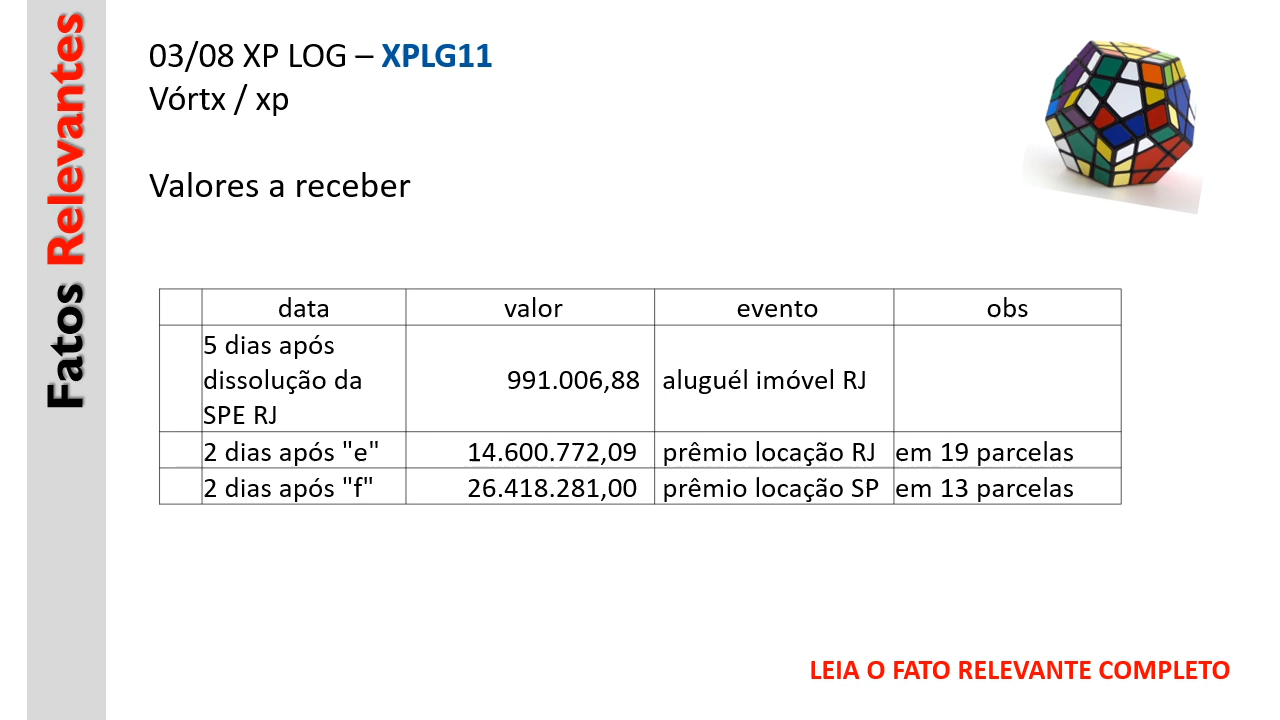 Fatos Relevantes
03/08 XP LOG – XPLG11
Vórtx / xp
Valores a receber
data valor evento obs
5 dias após
dissolução da
SPE RJ
991.006,88 aluguél imóvel RJ
2 dias após "e" 14.600.772,09 prêmio locação RJ em 19 parcelas
2 dias após "f" 26.418.281,00 prêmio locação SP em 13 parcelas
LEIA O FATO RELEVANTE COMPLETO